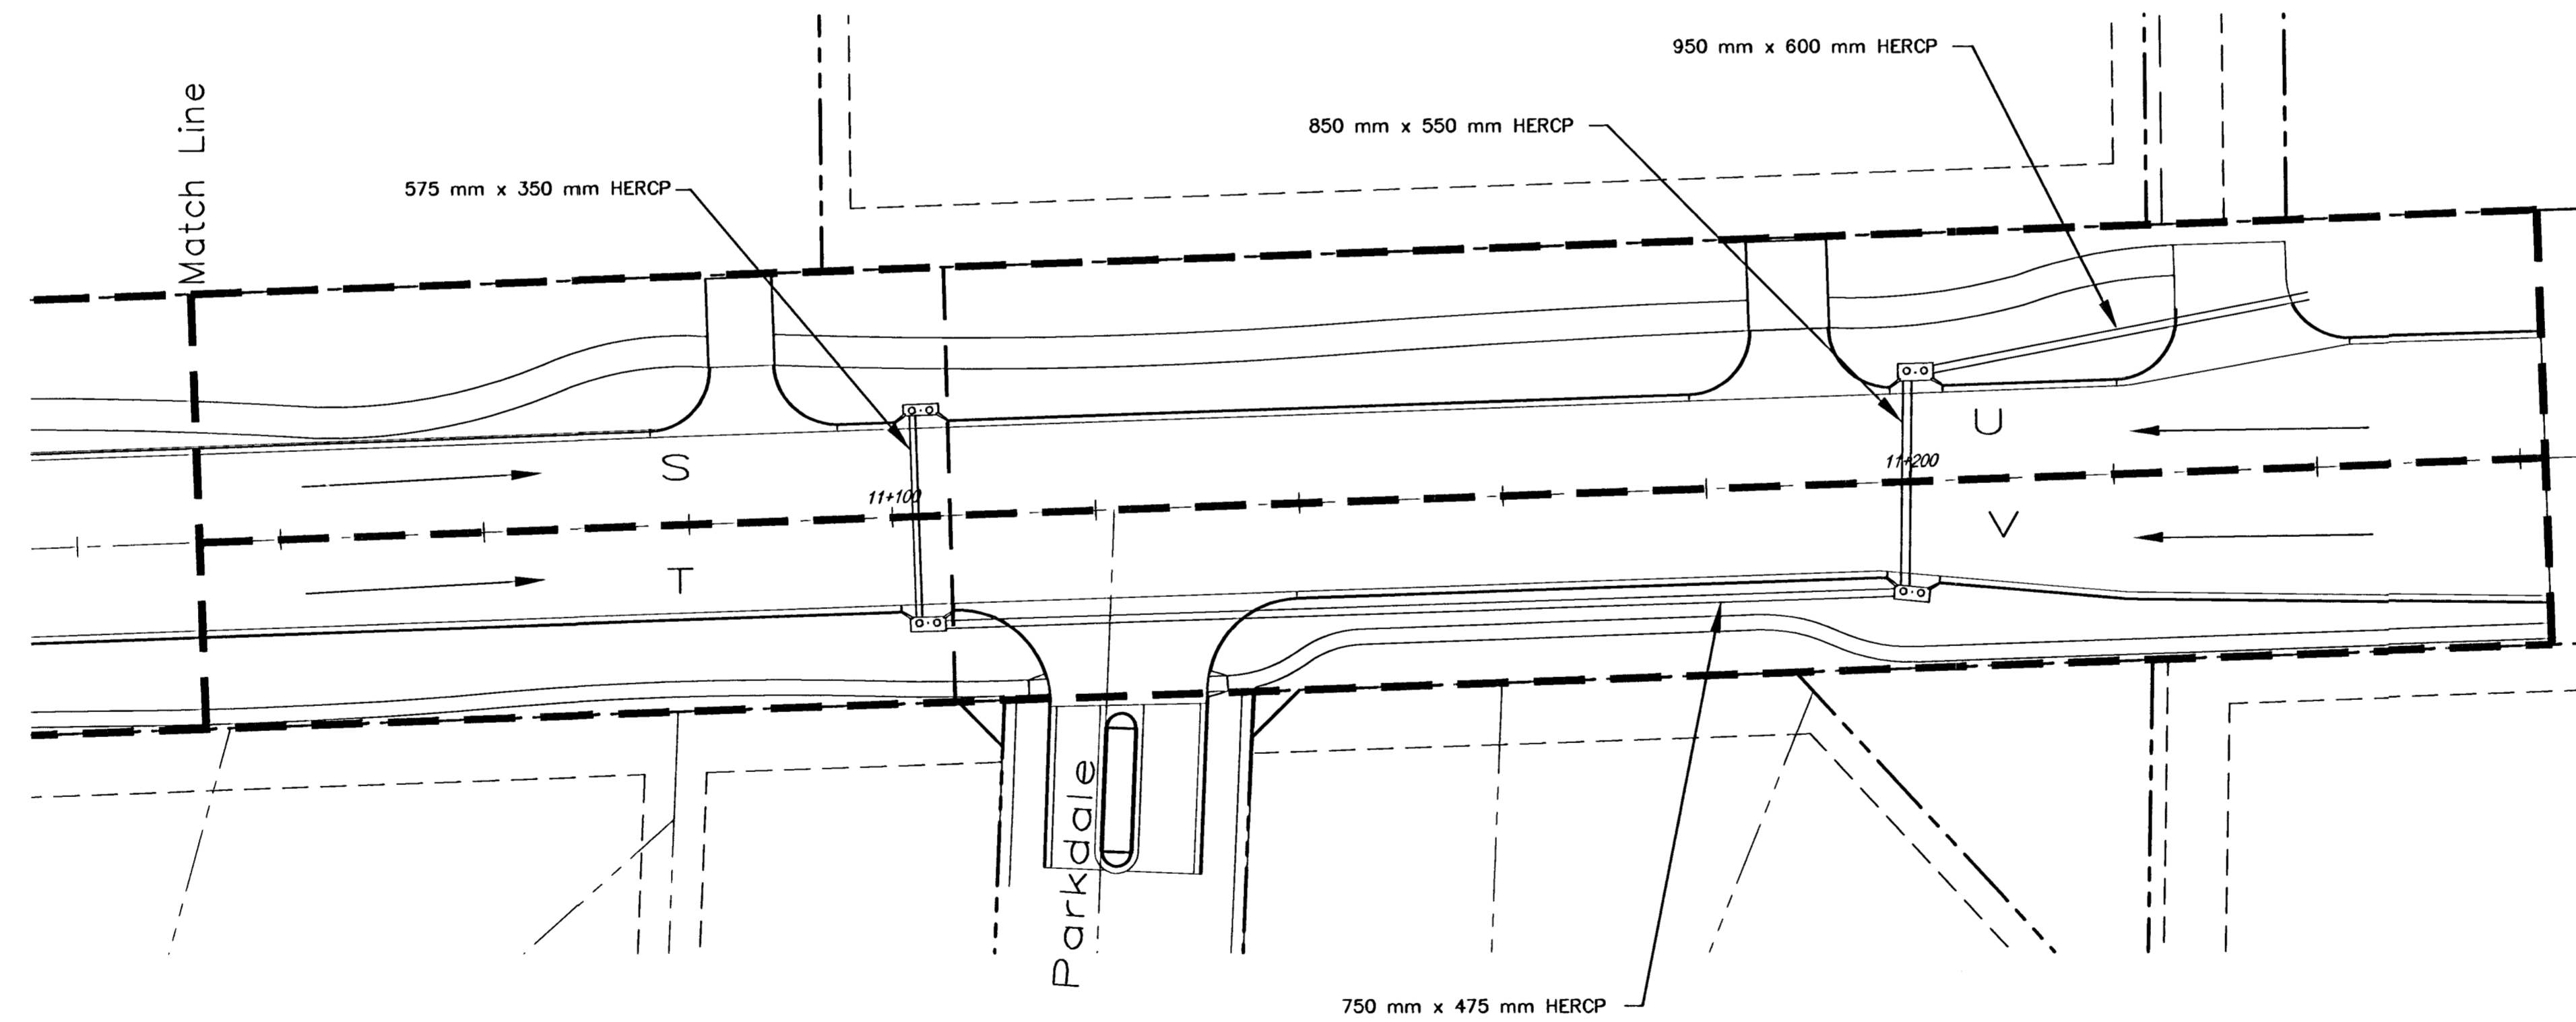 950 mm x 600 mm HERCP
850 mm x 550 mm HERCP
Match Line
575 mm x 350 mm HERCP
S
U
11+100
11+200
T
V
Parkdale
750 mm x 475 mm HERCP